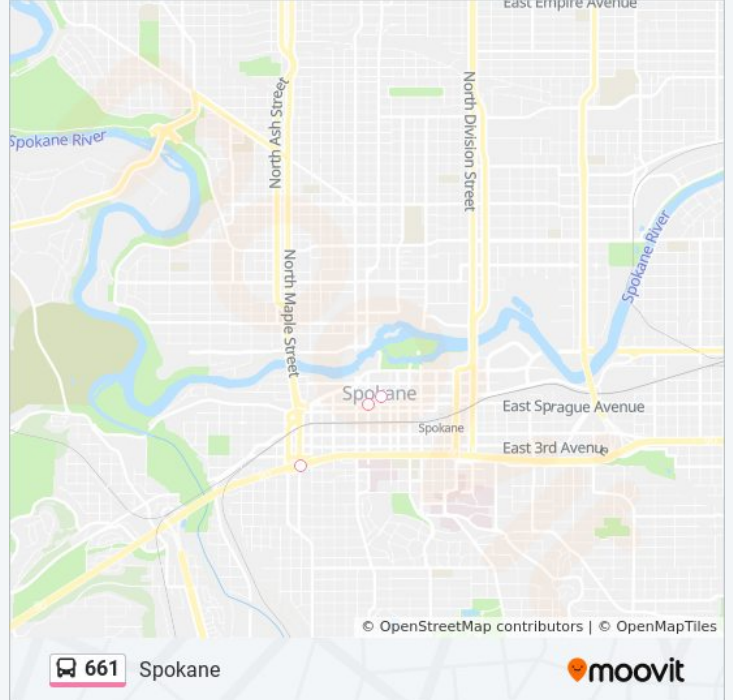 East Empire Avenue
North Ash Street
North Division Street
Spokane River
Spokane River
North Maple Street
Spokane
East Sprague Avenue
Spokane
East 3rd Avenue
© OpenStreetMap contributors | © OpenMapTiles
661 Spokane
moovit